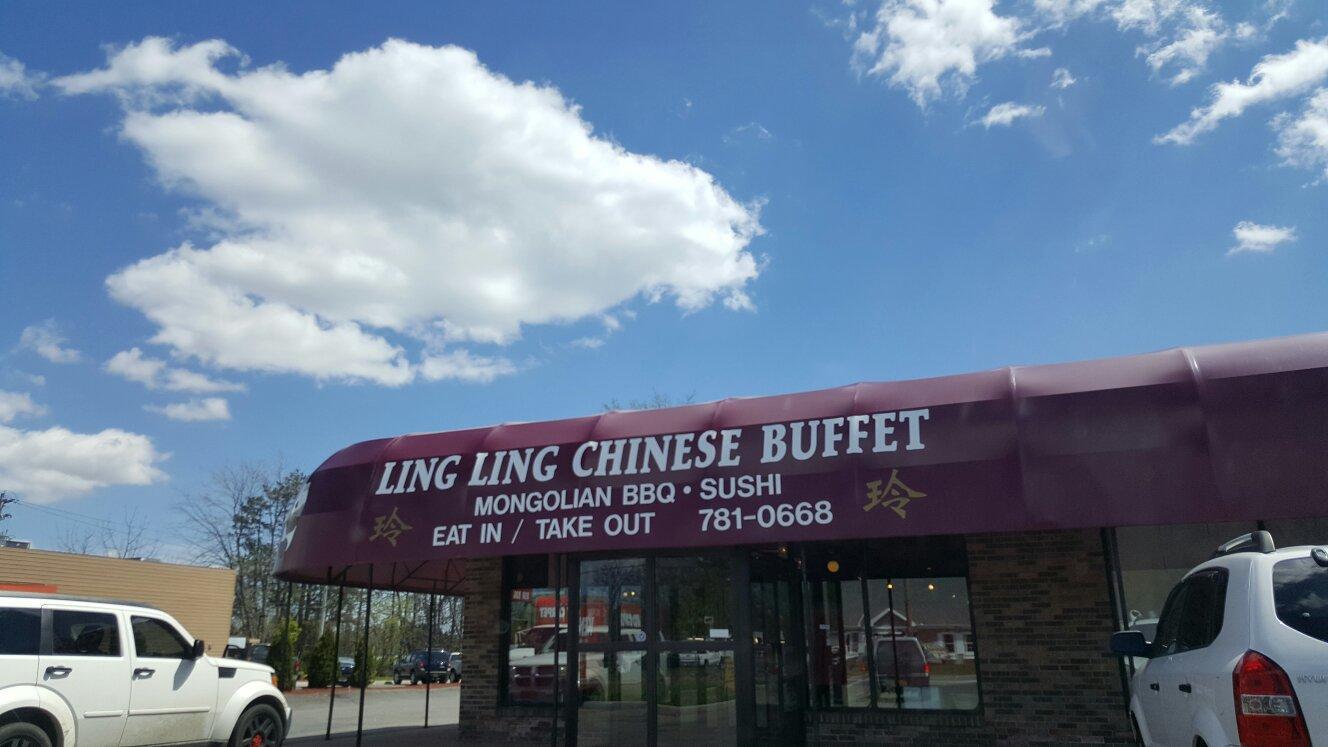 LING LING CHINESE BUFFET
MONGOLIAN BBQ • SUSHI
玲 EAT IN / TAKE OUT 781-0668 玲